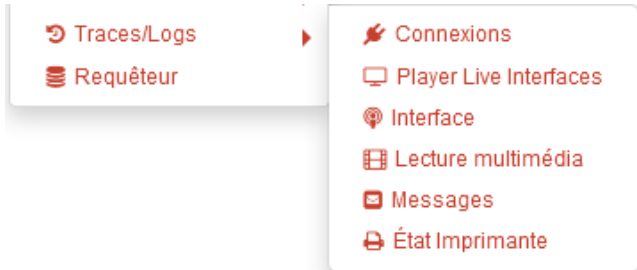 Traces/Logs
Requêteur
Connexions
Player Live Interfaces
Interface
Lecture multimédia
Messages
État Imprimante